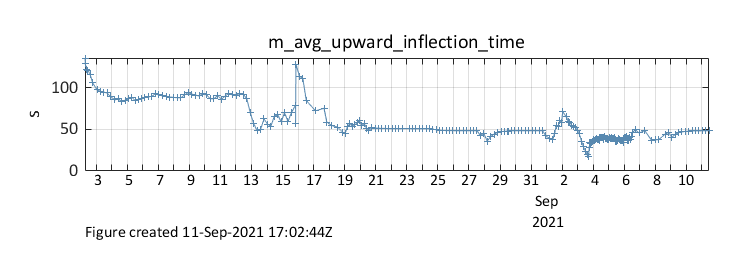 m_avg_upward_inflection_time
s
100
50
0
3 5 7 9 11 13 15 17 19 21 23 25 27 29 31 2 4 6 8 10
Sep
2021
Figure created 11-Sep-2021 17:02:44Z